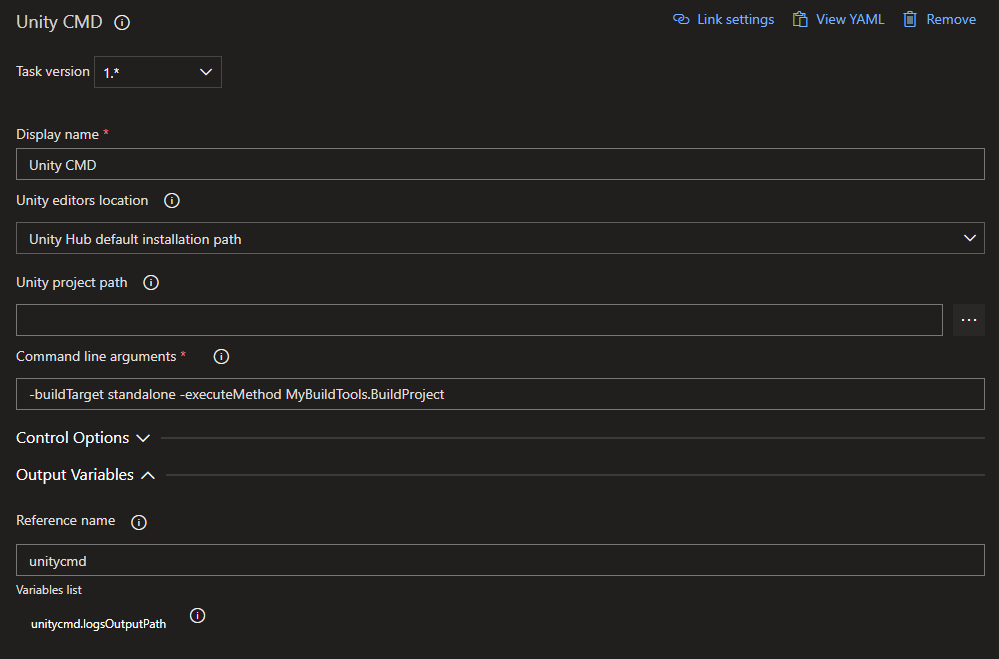 Unity CMD
Link settings View YAML Remove
Task version 1.*
Display name *
Unity CMD
Unity editors location
Unity Hub default installation path
Unity project path
...
Command line arguments *
-buildTarget standalone -executeMethod MyBuildTools.BuildProject
Control Options
Output Variables
Reference name
unitycmd
Variables list
unitycmd.logsOutputPath